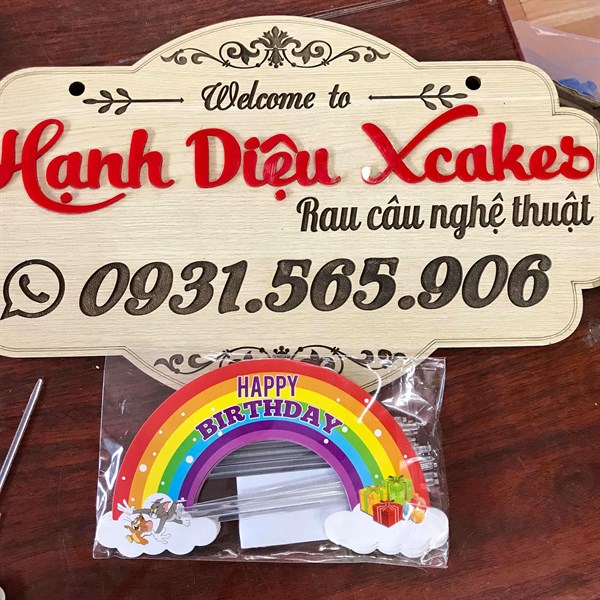 Welcome to
Hạnh Diệu Xcakes
Rau câu nghệ thuật
0931.565.906
HAPPY
BIRTHDAY